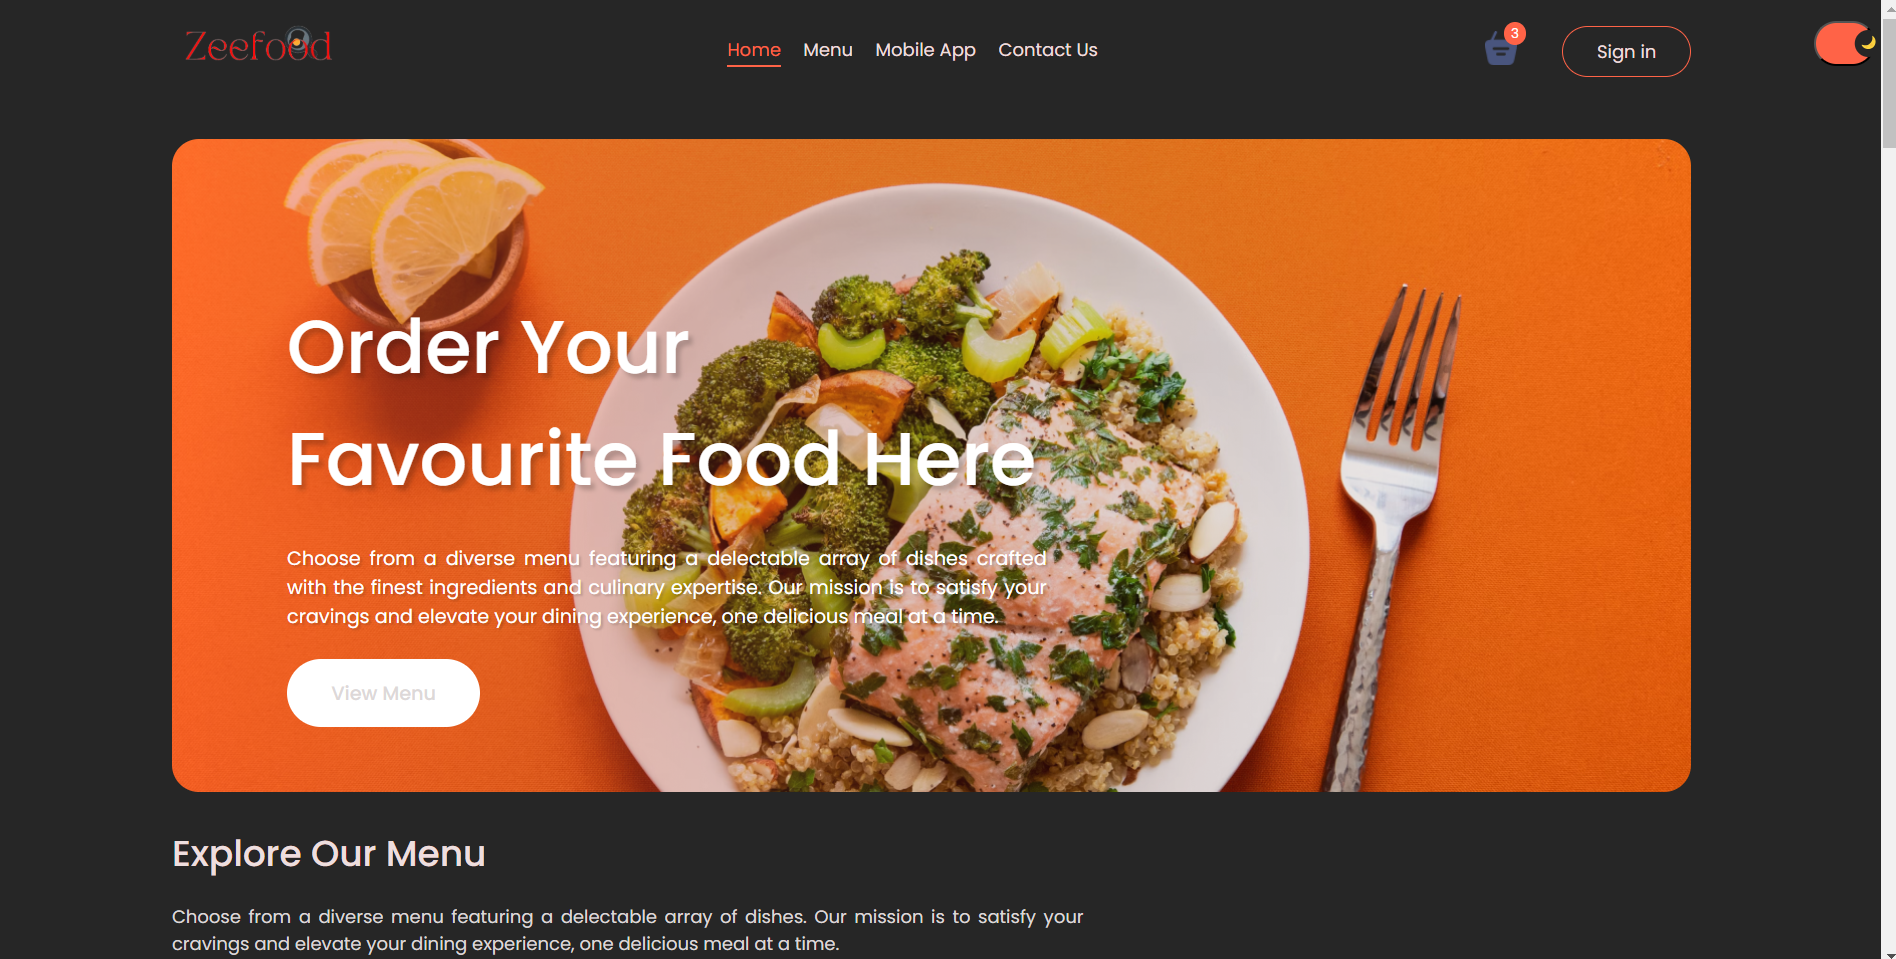 Zeefood
Home Menu Mobile App Contact Us
3
Sign in
Order Your
Favourite Food Here
Choose from a diverse menu featuring a delectable array of dishes crafted
with the finest ingredients and culinary expertise. Our mission is to satisfy your
cravings and elevate your dining experience, one delicious meal at a time.
View Menu
Explore Our Menu
Choose from a diverse menu featuring a delectable array of dishes. Our mission is to satisfy your
cravings and elevate your dining experience, one delicious meal at a time.